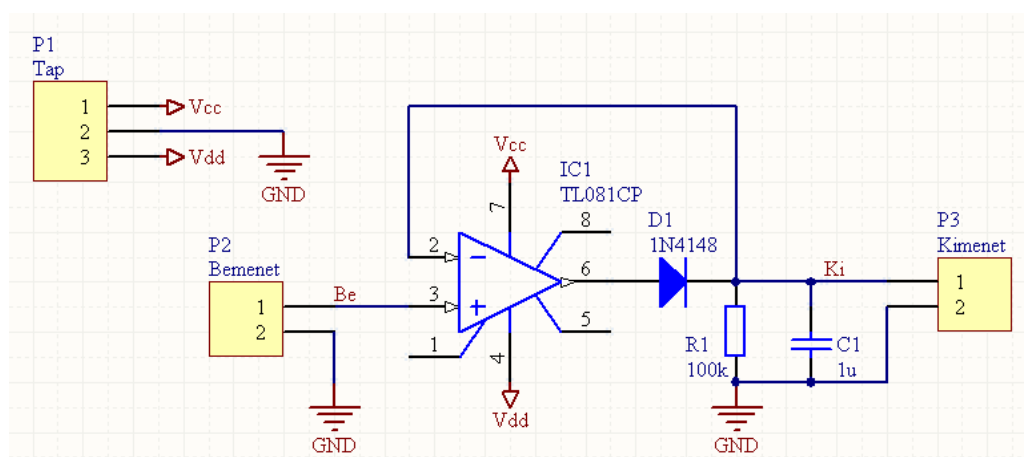 P1
Tap
1
Vcc
2
3
Vdd
GND
Vcc
IC1
TL081CP
7
8
D1
1N4148
P3
Kimenet
P2
Bemenet
2
6
Ki
1
1
Be
3
2
2
5
1
4
R1
100k
C1
1u
Vdd
GND
GND